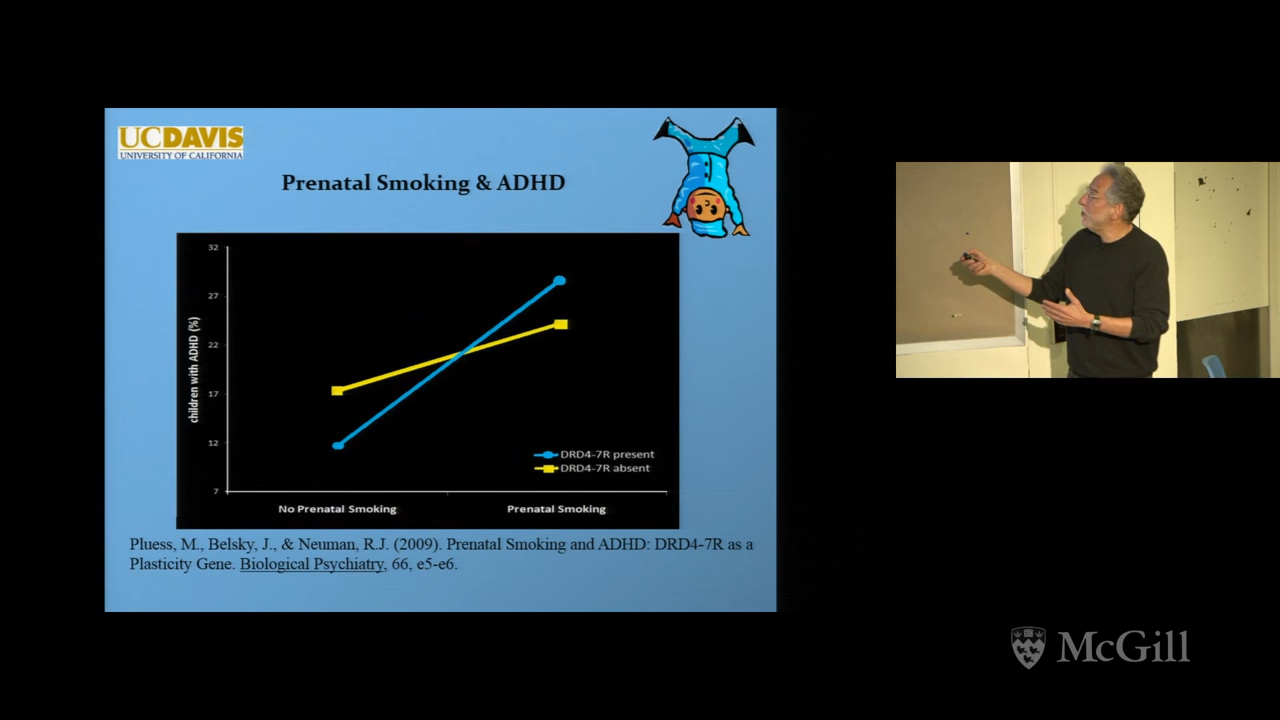 UCDAVIS
UNIVERSITY OF CALIFORNIA
Prenatal Smoking & ADHD
children with ADHD (%)
32
27
22
17
12
7
DRD4-7R present
DRD4-7R absent
No Prenatal Smoking
Prenatal Smoking
Pluess, M., Belsky, J., & Neuman, R.J. (2009). Prenatal Smoking and ADHD: DRD4-7R as a
Plasticity Gene. Biological Psychiatry, 66, e5-e6.
McGill